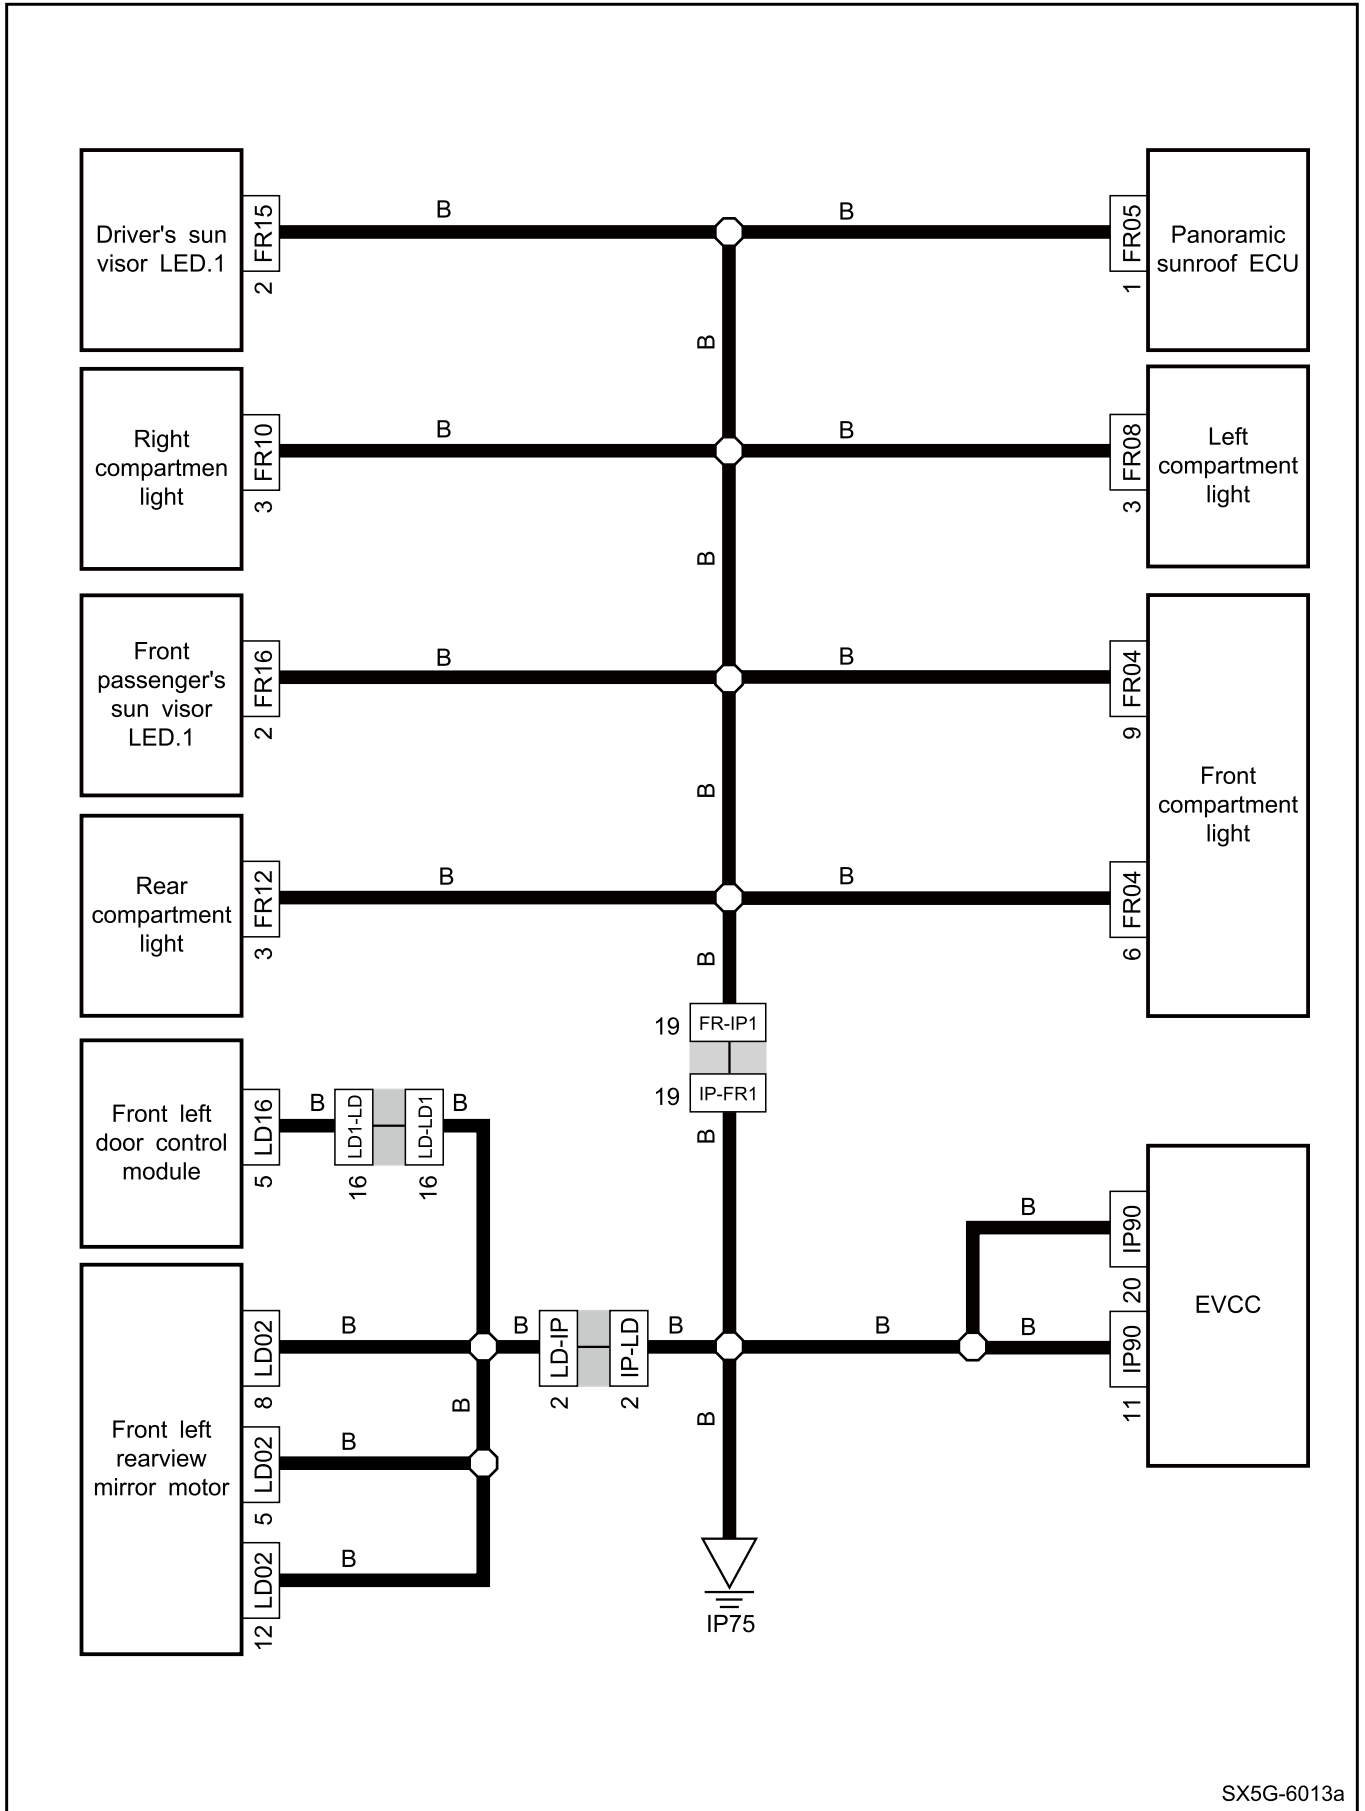 Driver's sun
visor LED.1
FR15
2
B
B
FR05
1
Panoramic
sunroof ECU
B
Right
compartmen
light
FR10
3
B
B
FR08
3
Left
compartment
light
B
Front
passenger's
sun visor
LED.1
FR16
2
B
B
FR04
9
Front
compartment
light
B
Rear
compartment
light
FR12
3
B
B
FR04
6
B
19
FR-IP1
19
IP-FR1
B
Front left
door control
module
LD16
5
B
LD1-LD
16
LD-LD1
16
B
B
IP90
20
EVCC
Front left
rearview
mirror motor
LD02
8
B
B
LD-IP
2
IP-LD
2
B
B
B
IP90
11
B
B
LD02
5
B
LD02
12
B
IP75
SX5G-6013a